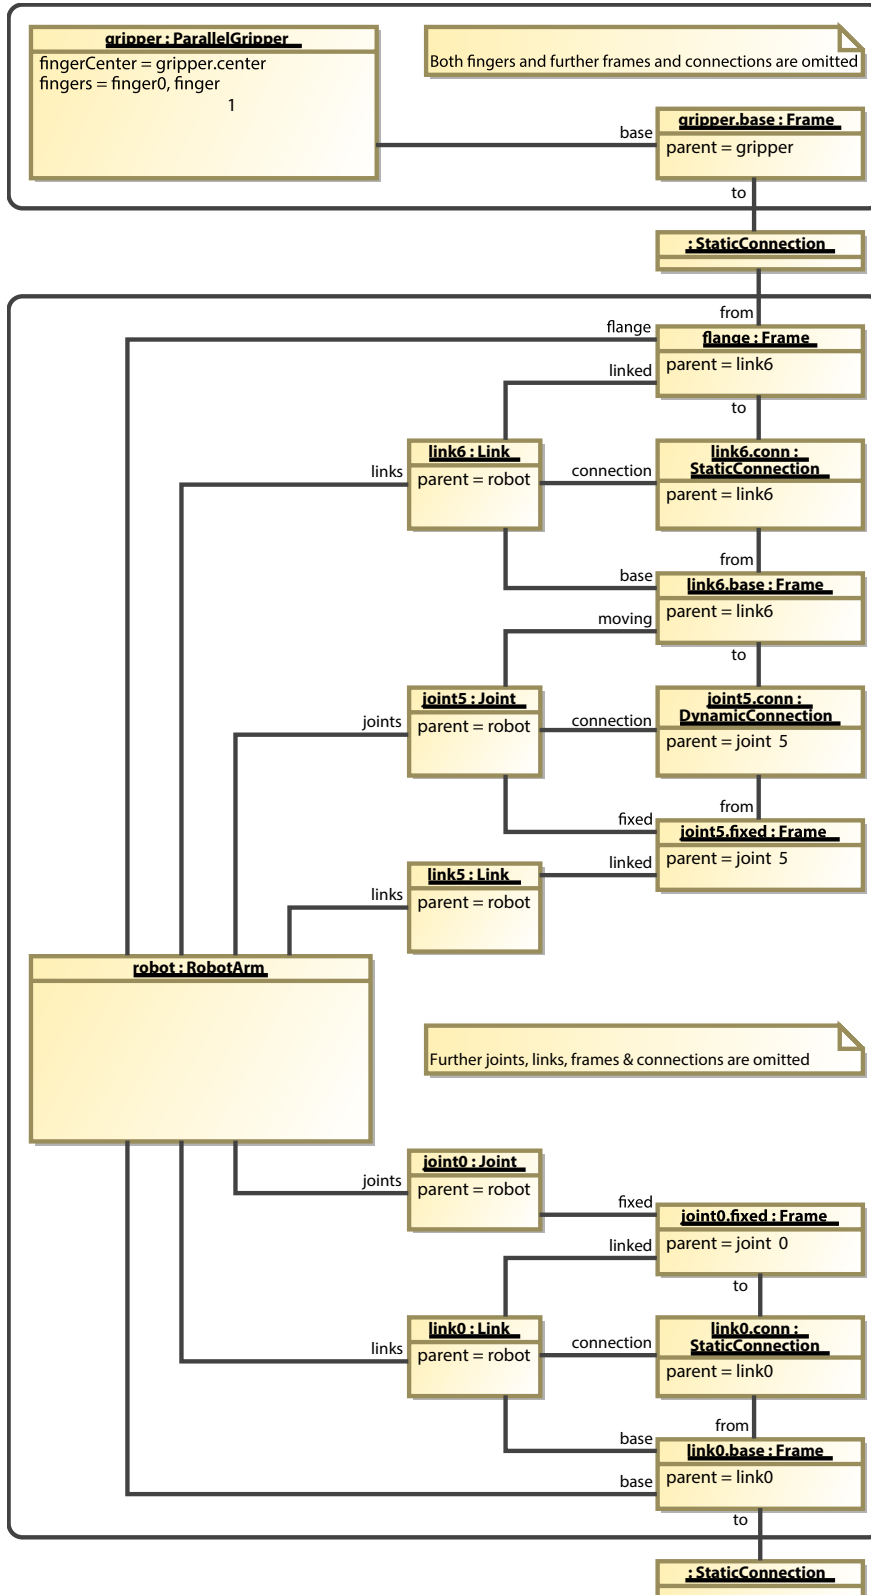 gripper : ParallelGripper
fingerCenter = gripper.center
fingers = finger0, finger
1
Both fingers and further frames and connections are omitted
base
gripper.base : Frame
parent = gripper
to
: StaticConnection
from
flange
flange : Frame
parent = link6
linked
to
link6 : Link
parent = robot
links
connection
link6.conn :
StaticConnection
parent = link6
from
base
link6.base : Frame
parent = link6
moving
to
joint5 : Joint
parent = robot
joints
connection
joint5.conn :
DynamicConnection
parent = joint 5
from
fixed
joint5.fixed : Frame
parent = joint 5
linked
link5 : Link
parent = robot
links
robot : RobotArm
Further joints, links, frames & connections are omitted
joint0 : Joint
parent = robot
joints
fixed
joint0.fixed : Frame
parent = joint 0
linked
to
link0 : Link
parent = robot
links
connection
link0.conn :
StaticConnection
parent = link0
from
base
link0.base : Frame
parent = link0
base
to
: StaticConnection